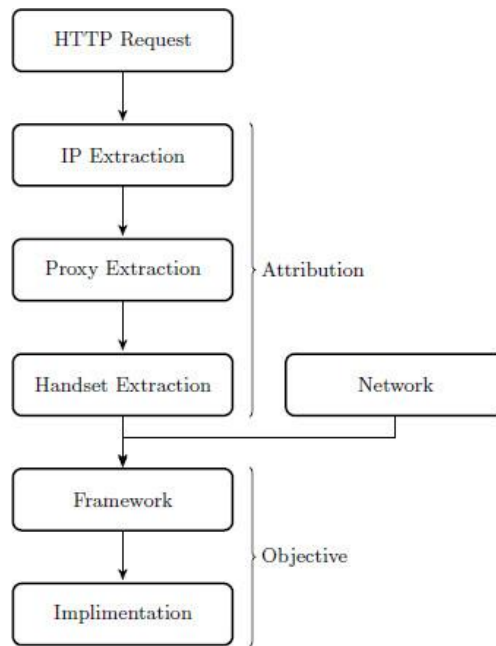 HTTP Request
IP Extraction
Proxy Extraction
Attribution
Handset Extraction
Network
Framework
Objective
Implimentation